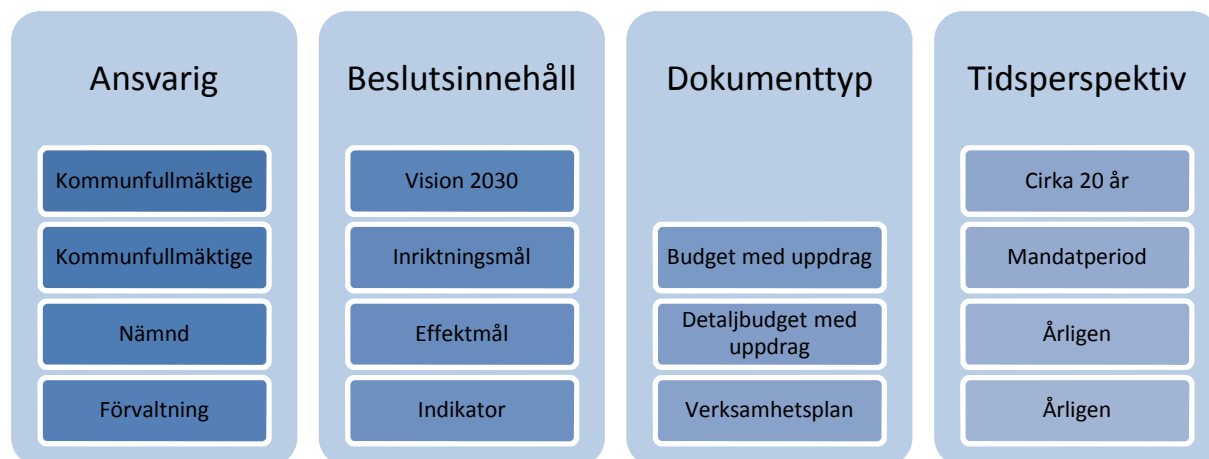 Ansvarig
Kommunfullmäktige
Kommunfullmäktige
Nämnd
Förvaltning
Beslutsinnehåll
Vision 2030
Inriktningsmål
Effektmål
Indikator
Dokumenttyp
Budget med uppdrag
Detaljbudget med
uppdrag
Verksamhetsplan
Tidsperspektiv
Cirka 20 år
Mandatperiod
Årligen
Årligen